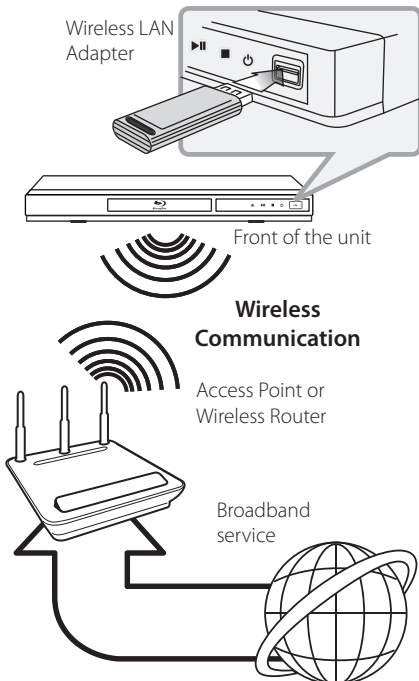 Wireless LAN
Adapter
Front of the unit
Wireless
Communication
Access Point or
Wireless Router
Broadband
service